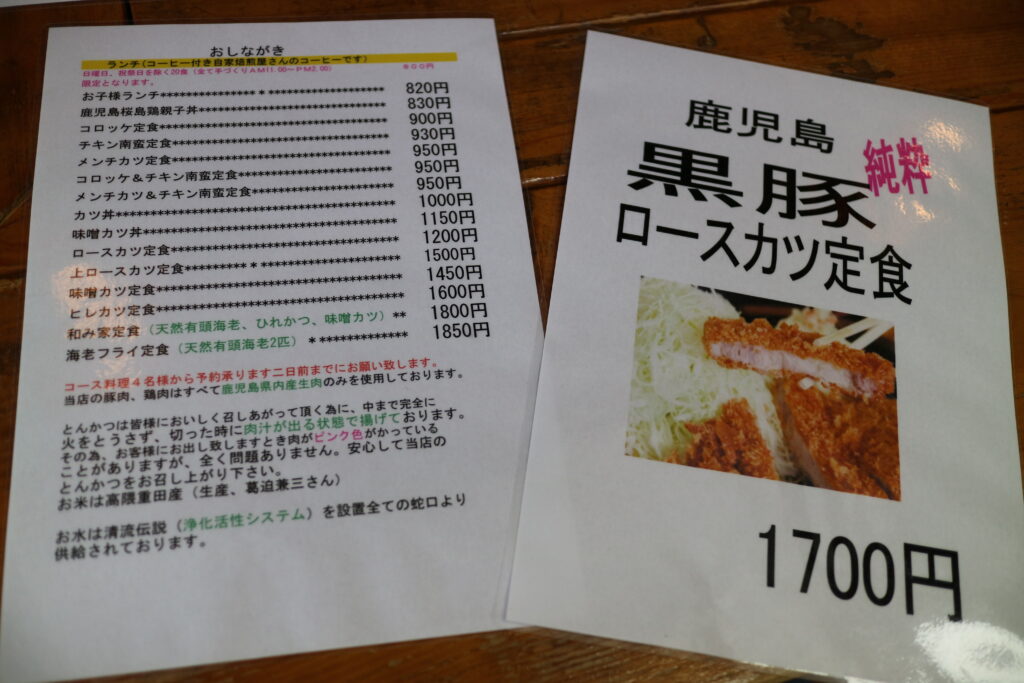 おしながき
ランチ(コーヒー付き自家焙煎屋さんのコーヒーです)
日曜日、祝祭日を除く20食(全て手づくりAM11.00~PM2.00) 800円
限定となります。
お子様ランチ***************＊******************** 820円
鹿児島桜島鶏親子丼***************************** 830円
コロッケ定食*********************************** 900円
チキン南蛮定食******************************** 930円
メンチカツ定食******************************** 950円
コロッケ＆チキン南蛮定食********************** 950円
メンチカツ＆チキン南蛮定食******************** 950円
カツ丼**************************************** 1000円
味噌カツ丼************************************ 1150円
ロースカツ定食******************************** 1200円
上ロースカツ定食*********＊******************* 1500円
味噌カツ定食********************************** 1450円
ヒレカツ定食********************************** 1600円
和み家定食(天然有頭海老、ひれかつ、味噌カツ)** 1800円
海老フライ定食(天然有頭海老2匹) ＊************ 1850円
コース料理４名様から予約承ります二日前までにお願い致します。
当店の豚肉、鶏肉はすべて鹿児島県内産生肉のみを使用しております。
とんかつは皆様においしく召しあがって頂く為に、中まで完全に
火をとうさず、切った時に肉汁が出る状態で揚げております。
その為、お客様にお出し致しますとき肉がピンク色がかっている
ことがありますが、全く問題ありません。安心して当店の
とんかつをお召し上がり下さい。
お米は高隈重田産(生産、葛迫兼三さん)
お水は清流伝説(浄化活性システム)を設置全ての蛇口より
供給されております。
鹿児島
純粋
黒豚
ロースカツ定食
1700円